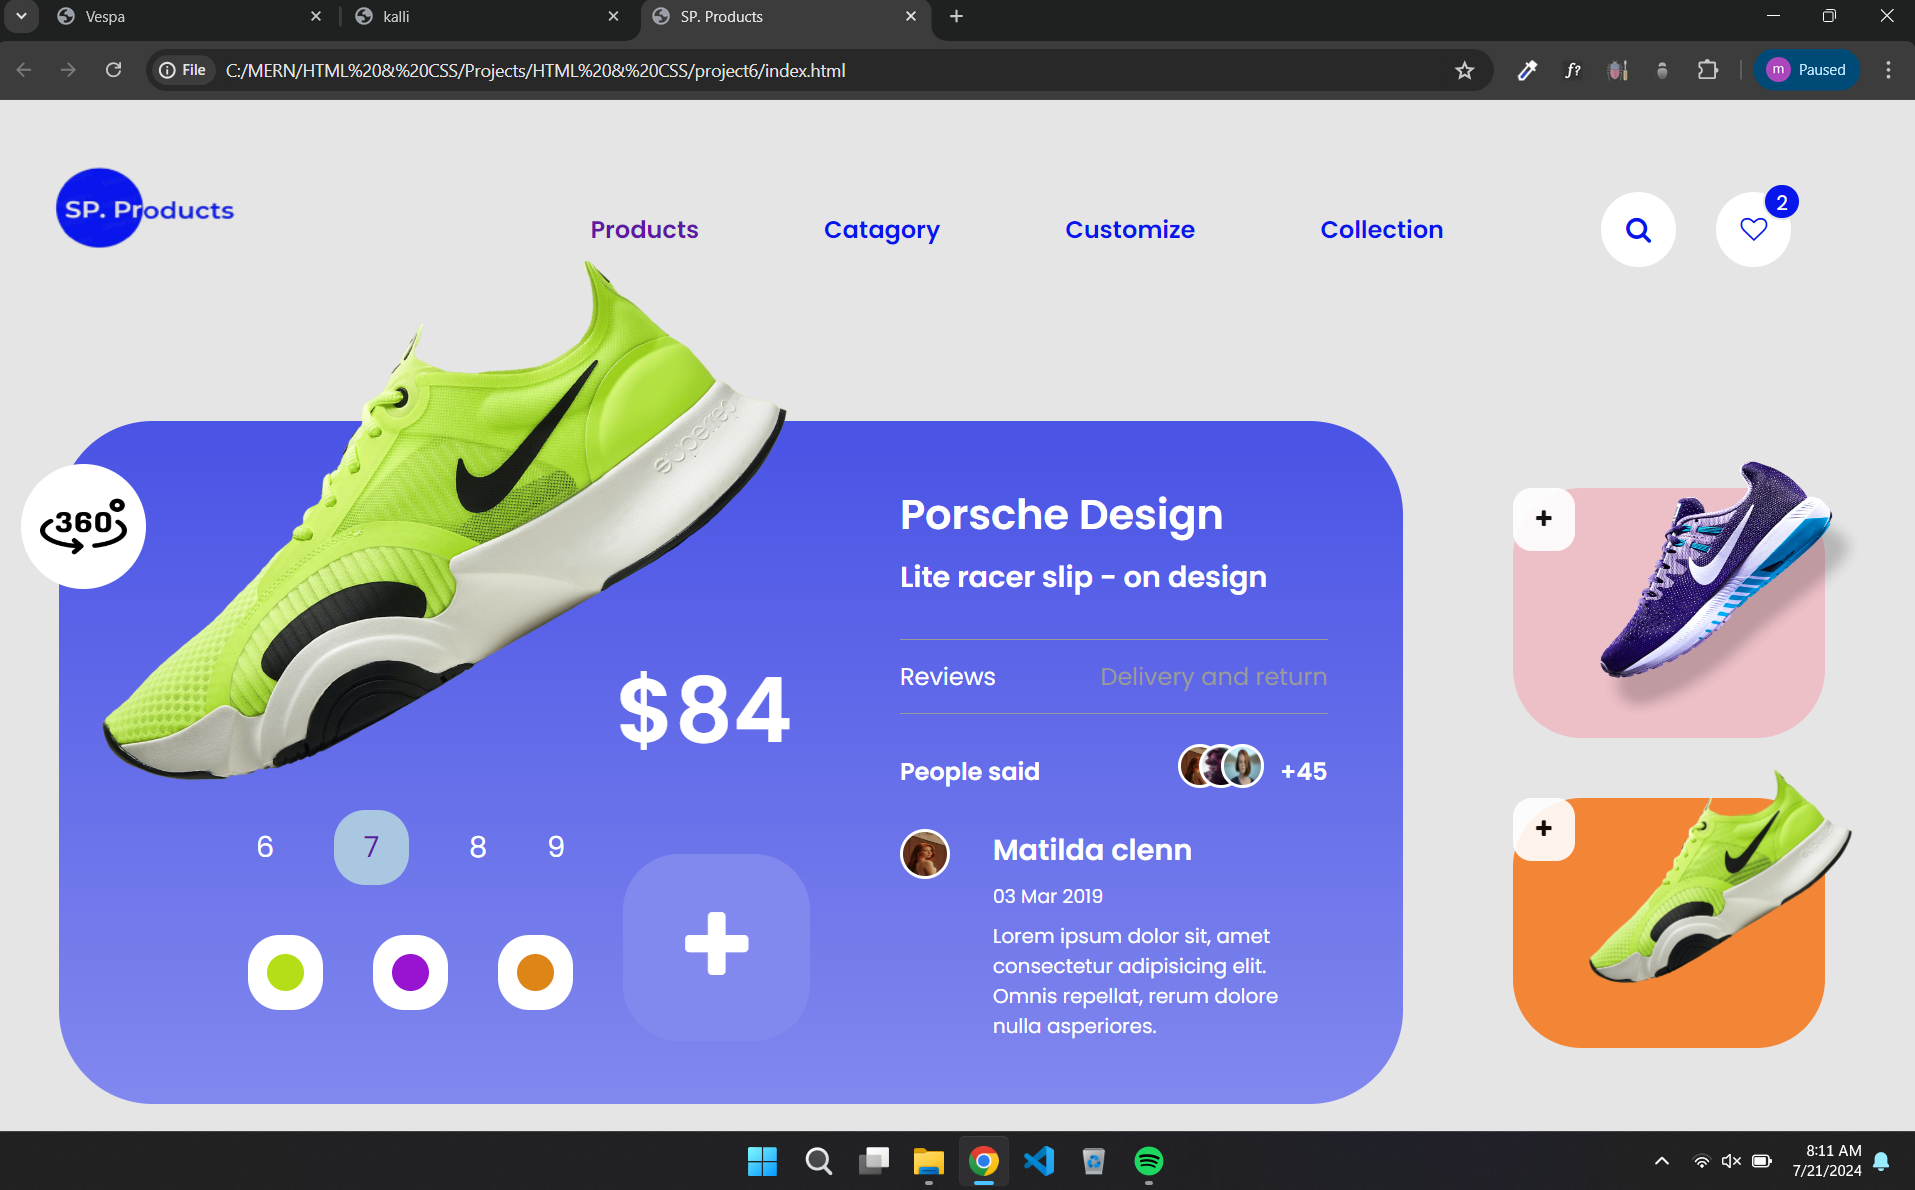 Vespa
kalli
SP. Products
File
C:/MERN/HTML%20&%20CSS/Projects/HTML%20&%20CSS/project6/index.html
f?
m
Paused
SP. Products
Products
Catagory
Customize
Collection
2
superrep
360°
Porsche Design
Lite racer slip - on design
Reviews
Delivery and return
$84
People said
+45
6
7
8
9
Matilda clenn
03 Mar 2019
Lorem ipsum dolor sit, amet
consectetur adipisicing elit.
Omnis repellat, rerum dolore
nulla asperiores.
+
+
+
8:11 AM
7/21/2024